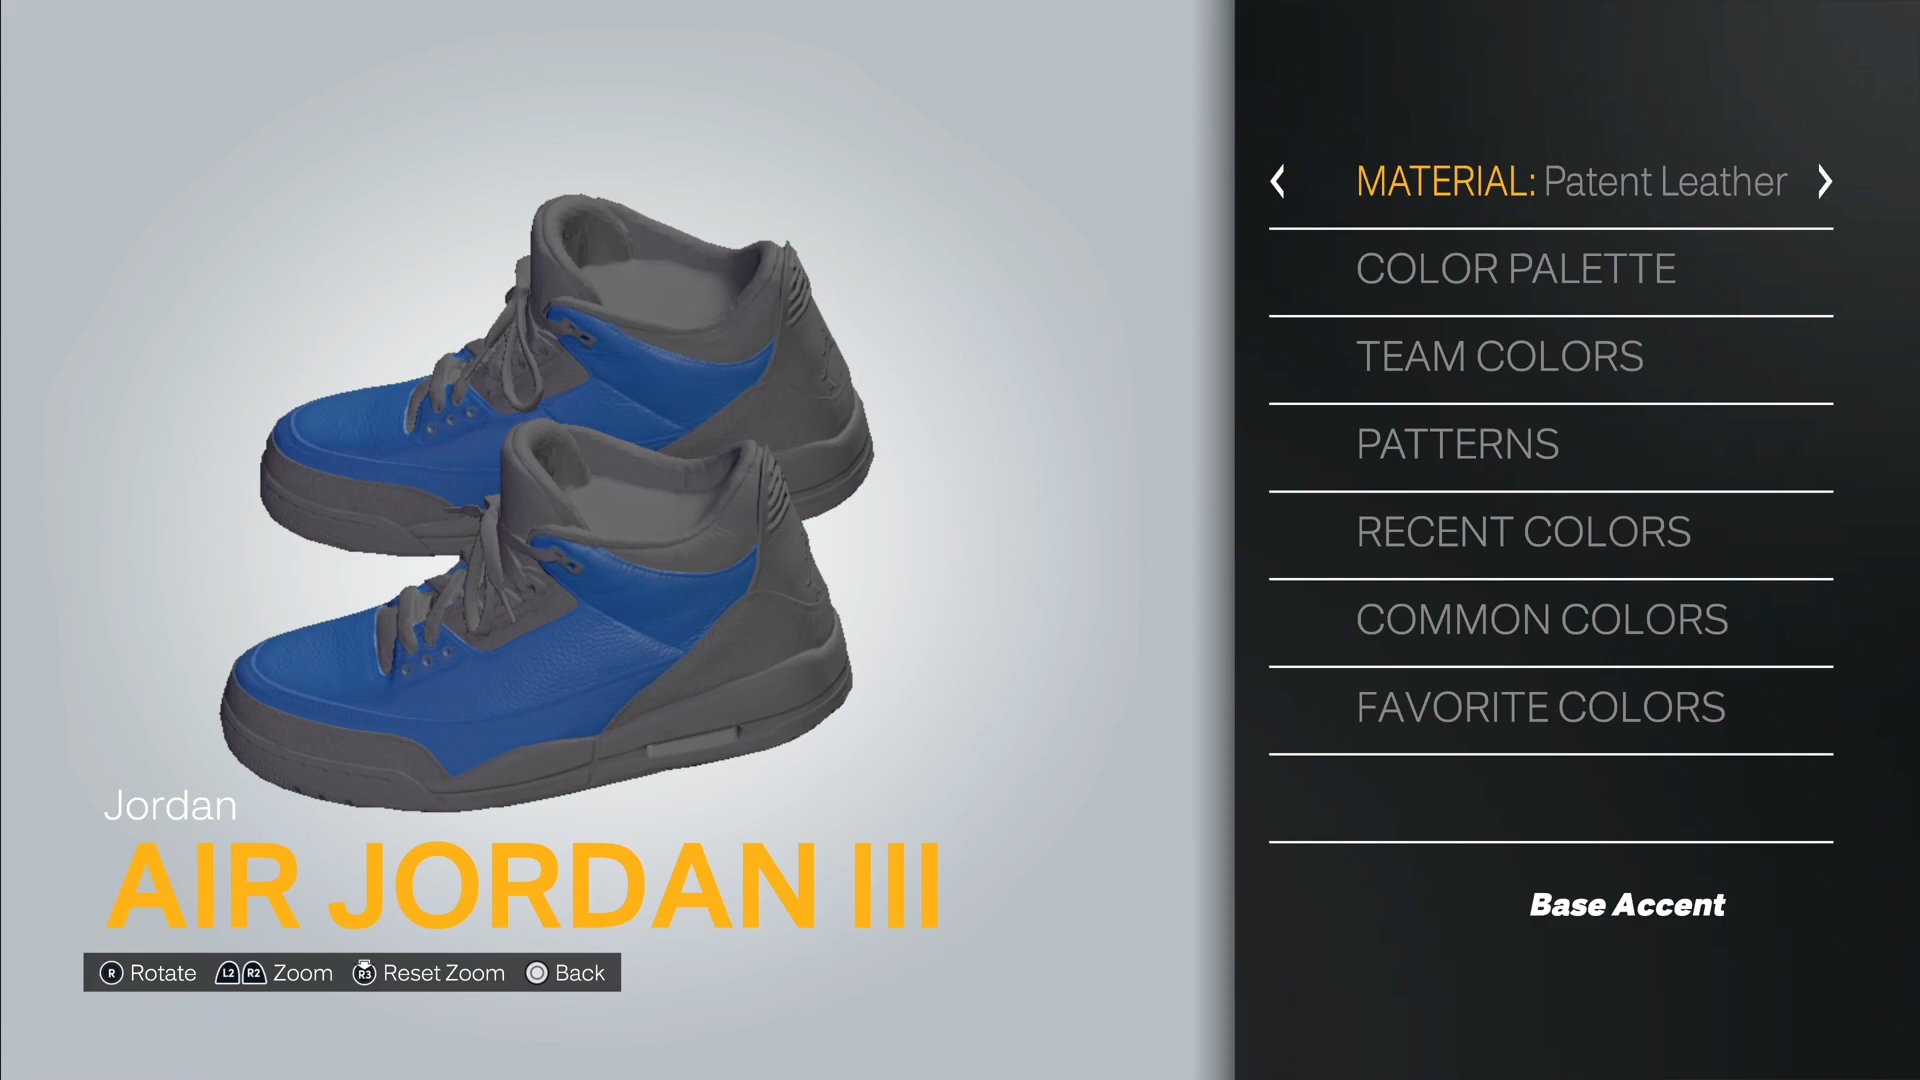 MATERIAL: Patent Leather
COLOR PALETTE
TEAM COLORS
PATTERNS
RECENT COLORS
COMMON COLORS
FAVORITE COLORS
Base Accent
Jordan
AIR JORDAN III
R Rotate L2 R2 Zoom R3 Reset Zoom Back